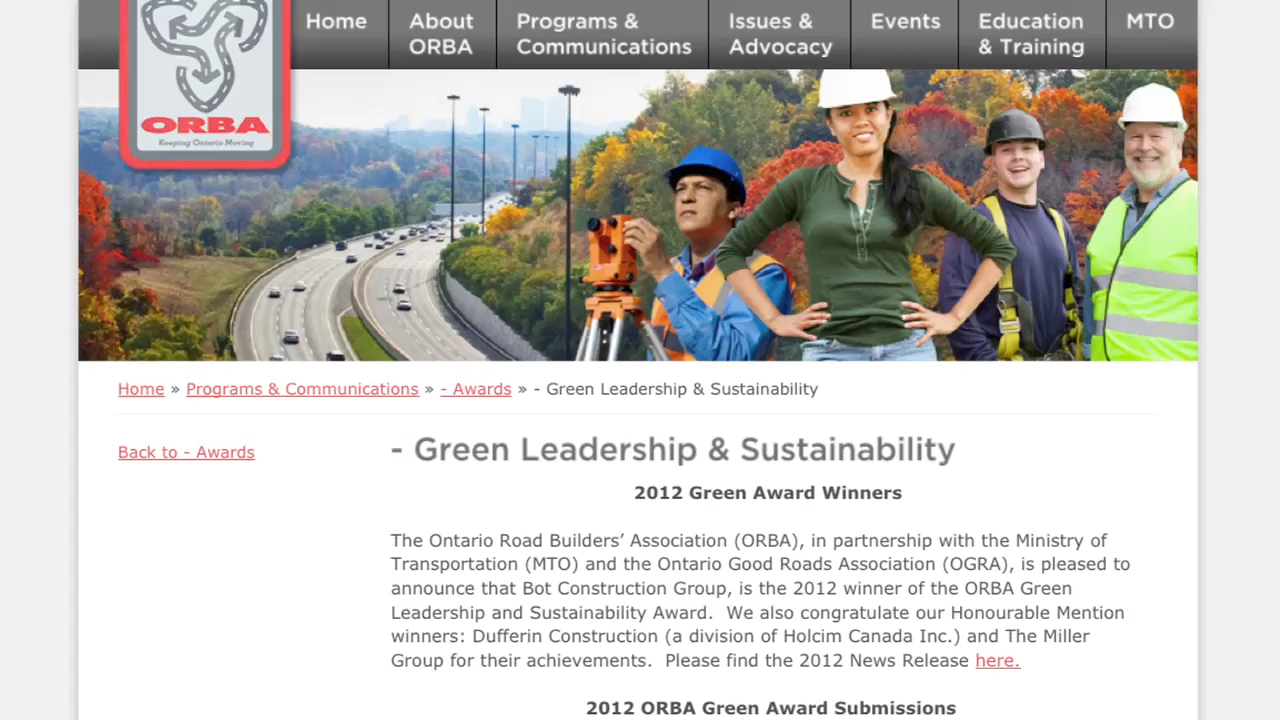 Home
About
ORBA
Programs &
Communications
Issues &
Advocacy
Events
Education
& Training
MTO
ORBA
Keeping Ontario Moving
Home » Programs & Communications » - Awards » - Green Leadership & Sustainability
Back to - Awards
- Green Leadership & Sustainability
2012 Green Award Winners
The Ontario Road Builders’ Association (ORBA), in partnership with the Ministry of
Transportation (MTO) and the Ontario Good Roads Association (OGRA), is pleased to
announce that Bot Construction Group, is the 2012 winner of the ORBA Green
Leadership and Sustainability Award.  We also congratulate our Honourable Mention
winners: Dufferin Construction (a division of Holcim Canada Inc.) and The Miller
Group for their achievements.  Please find the 2012 News Release here.
2012 ORBA Green Award Submissions